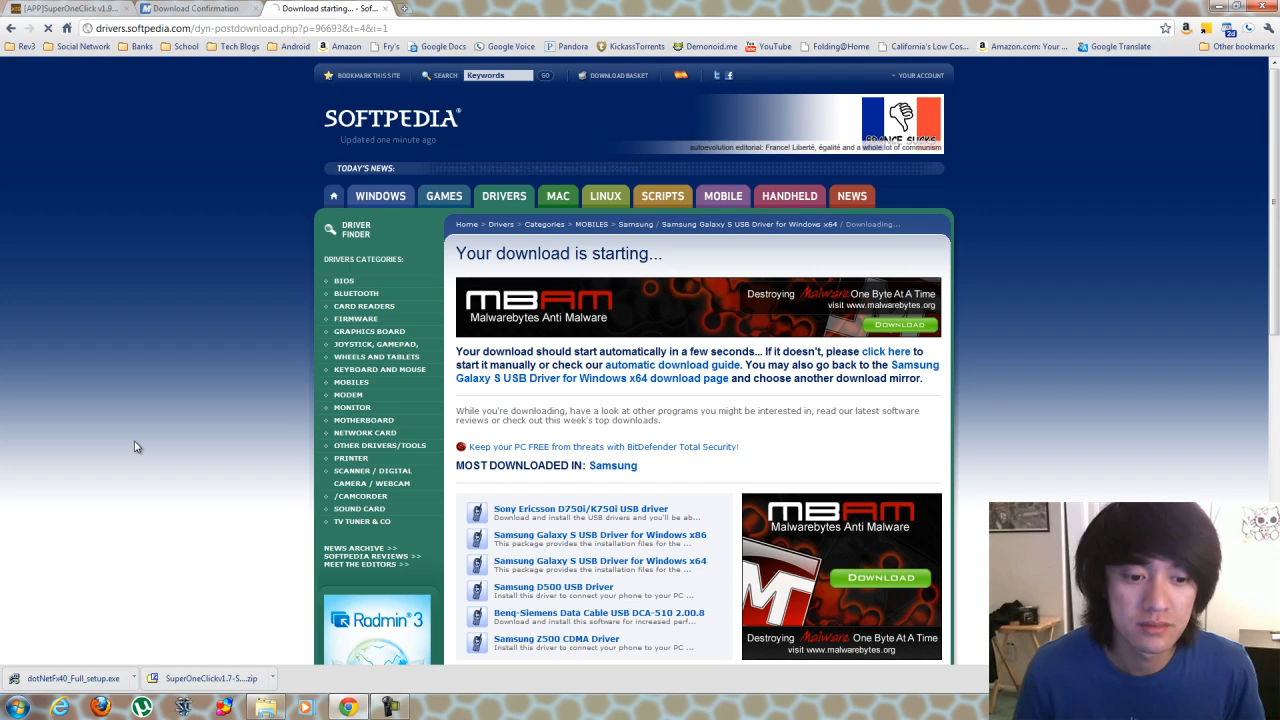 [APP]SuperOneClick v1.9...
Download Confirmation
Download starting... - Sof...
drivers.softpedia.com/dyn-postdownload.php?p=96693&t=4&i=1
Rev3
Social Network
Banks
School
Tech Blogs
Android
Amazon
Fry's
Google Docs
Google Voice
Pandora
KickassTorrents
Demonoid.me
YouTube
Folding@Home
California's Low Cos...
Amazon.com: Your ...
Google Translate
Other bookmarks
BOOKMARK THIS SITE
SEARCH
Keywords
GO
DOWNLOAD BASKET
YOUR ACCOUNT
SOFTPEDIA®
Updated one minute ago
FRANCE SUCKS
autoevolution editorial: France! Liberté, égalité and a whole lot of communism
TODAY'S NEWS:
WINDOWS
GAMES
DRIVERS
MAC
LINUX
SCRIPTS
MOBILE
HANDHELD
NEWS
DRIVER
FINDER
DRIVERS CATEGORIES:
BIOS
BLUETOOTH
CARD READERS
FIRMWARE
GRAPHICS BOARD
JOYSTICK, GAMEPAD,
WHEELS AND TABLETS
KEYBOARD AND MOUSE
MOBILES
MODEM
MONITOR
MOTHERBOARD
NETWORK CARD
OTHER DRIVERS/TOOLS
PRINTER
SCANNER / DIGITAL
CAMERA / WEBCAM
/CAMCORDER
SOUND CARD
TV TUNER & CO
NEWS ARCHIVE >>
SOFTPEDIA REVIEWS >>
MEET THE EDITORS >>
Radmin 3
Home > Drivers > Categories > MOBILES > Samsung / Samsung Galaxy S USB Driver for Windows x64 / Downloading...
Your download is starting...
MBAM
Malwarebytes Anti Malware
Destroying Malware One Byte At A Time
visit www.malwarebytes.org
DOWNLOAD
Your download should start automatically in a few seconds... If it doesn't, please click here to
start it manually or check our automatic download guide. You may also go back to the Samsung
Galaxy S USB Driver for Windows x64 download page and choose another download mirror.
While you're downloading, have a look at other programs you might be interested in, read our latest software
reviews or check out this week's top downloads.
Keep your PC FREE from threats with BitDefender Total Security!
MOST DOWNLOADED IN: Samsung
Sony Ericsson D750i/K750i USB driver
Download and install the USB drivers and you'll be ab...
Samsung Galaxy S USB Driver for Windows x86
This package provides the installation files for the ...
Samsung Galaxy S USB Driver for Windows x64
This package provides the installation files for the ...
Samsung D500 USB Driver
Install this driver to connect your phone to your PC ...
Benq-Siemens Data Cable USB DCA-510 2.00.8
Download and install this software for increased perf...
Samsung Z500 CDMA Driver
Install this driver to connect your phone to your PC ...
MBAM
Malwarebytes Anti Malware
DOWNLOAD
Destroying Malware One Byte At A Time
visit www.malwarebytes.org
dotNetFx40_Full_setup.exe
SuperOneClickv1.7-S....zip